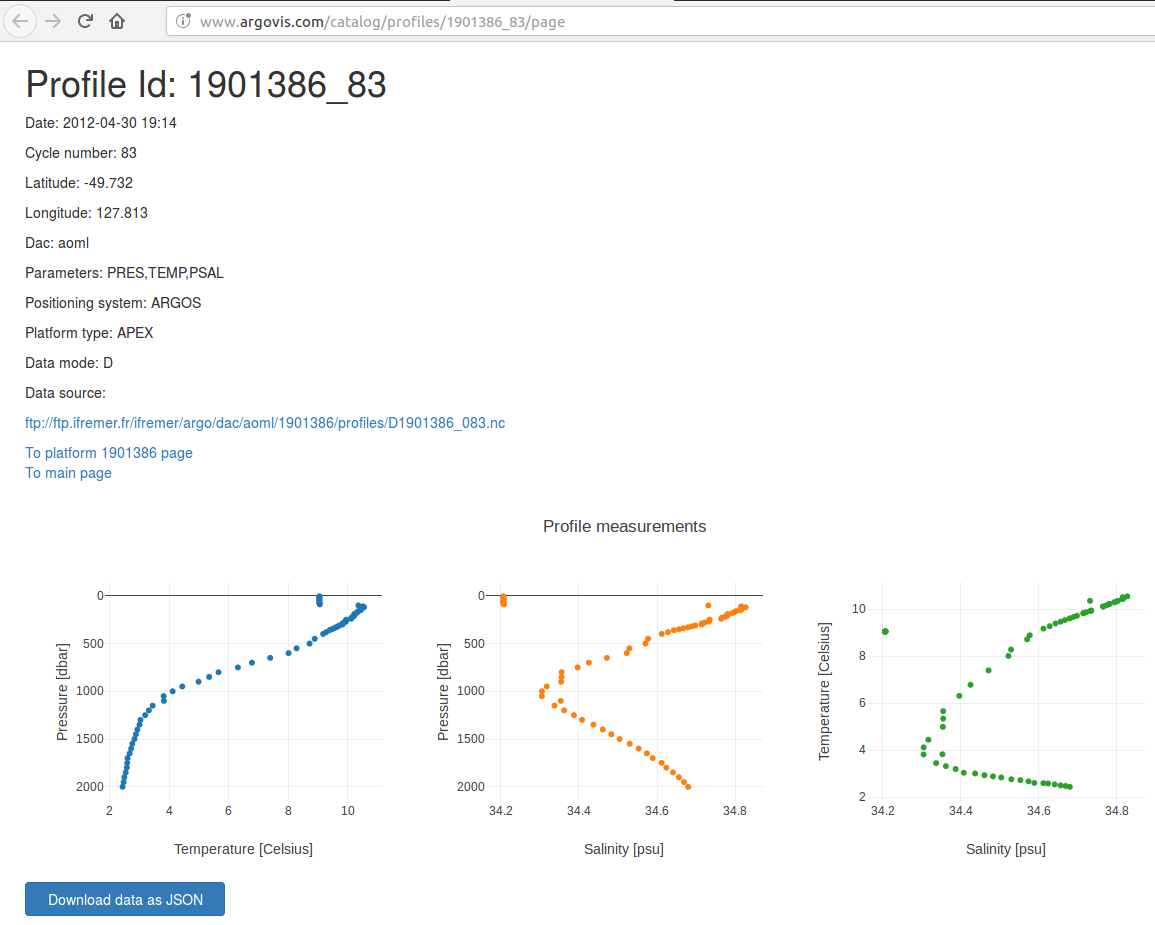 www.argovis.com/catalog/profiles/1901386_83/page
Profile Id: 1901386_83
Date: 2012-04-30 19:14
Cycle number: 83
Latitude: -49.732
Longitude: 127.813
Dac: aoml
Parameters: PRES,TEMP,PSAL
Positioning system: ARGOS
Platform type: APEX
Data mode: D
Data source:
ftp://ftp.ifremer.fr/ifremer/argo/dac/aoml/1901386/profiles/D1901386_083.nc
To platform 1901386 page
To main page
Profile measurements
0
500
1000
1500
2000
Pressure [dbar]
2 4 6 8 10
Temperature [Celsius]
0
500
1000
1500
2000
Pressure [dbar]
34.2 34.4 34.6 34.8
Salinity [psu]
10
8
6
4
2
Temperature [Celsius]
34.2 34.4 34.6 34.8
Salinity [psu]
Download data as JSON